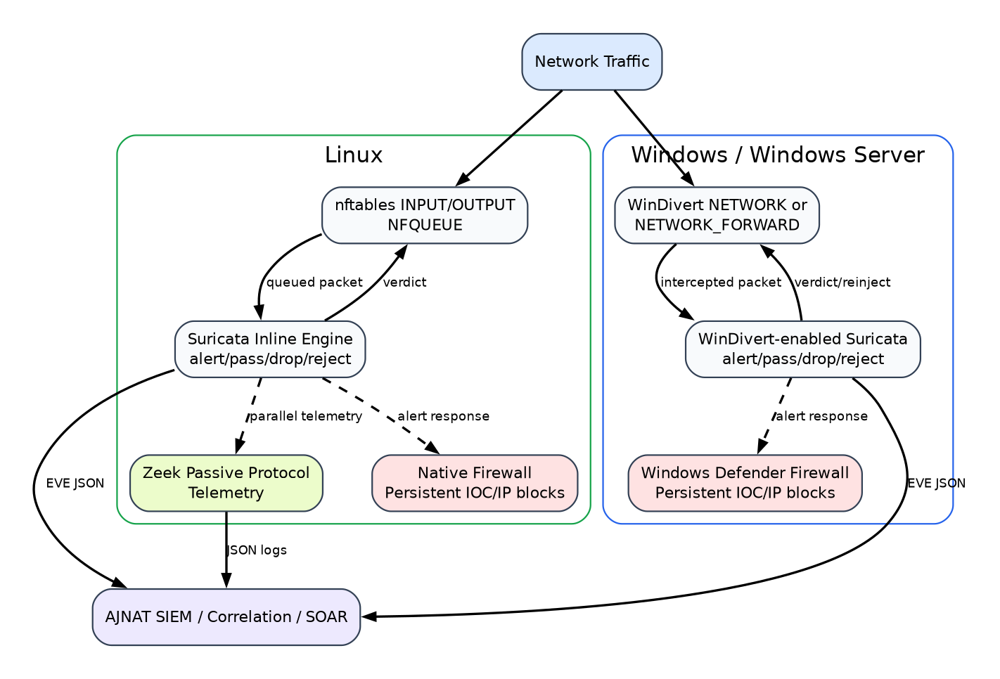 Network Traffic
Linux
Windows / Windows Server
nftables INPUT/OUTPUT
NFQUEUE
WinDivert NETWORK or
NETWORK_FORWARD
queued packet
verdict
intercepted packet
verdict/reinject
Suricata Inline Engine
alert/pass/drop/reject
WinDivert-enabled Suricata
alert/pass/drop/reject
parallel telemetry
alert response
alert response
EVE JSON
Zeek Passive Protocol
Telemetry
Native Firewall
Persistent IOC/IP blocks
Windows Defender Firewall
Persistent IOC/IP blocks
EVE JSON
JSON logs
AJNAT SIEM / Correlation / SOAR